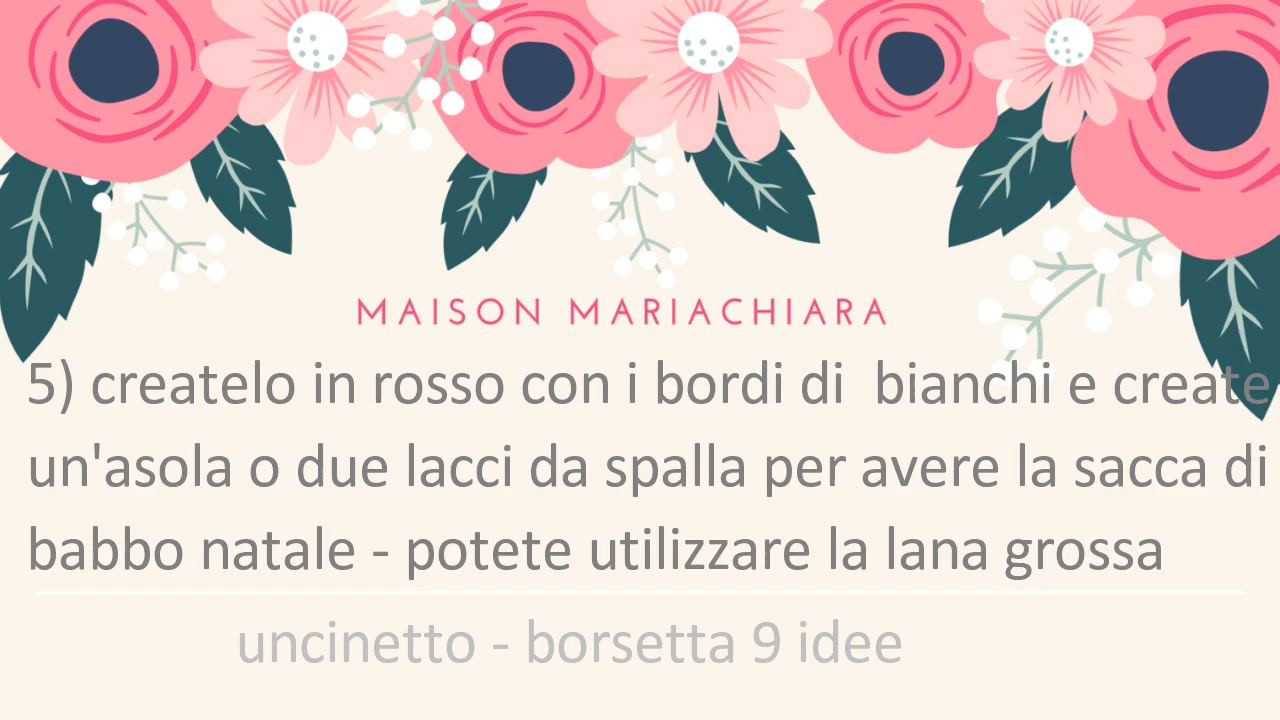 MAISON MARIACHIARA
5) createlo in rosso con i bordi di  bianchi e create
un'asola o due lacci da spalla per avere la sacca di
babbo natale - potete utilizzare la lana grossa
uncinetto - borsetta 9 idee